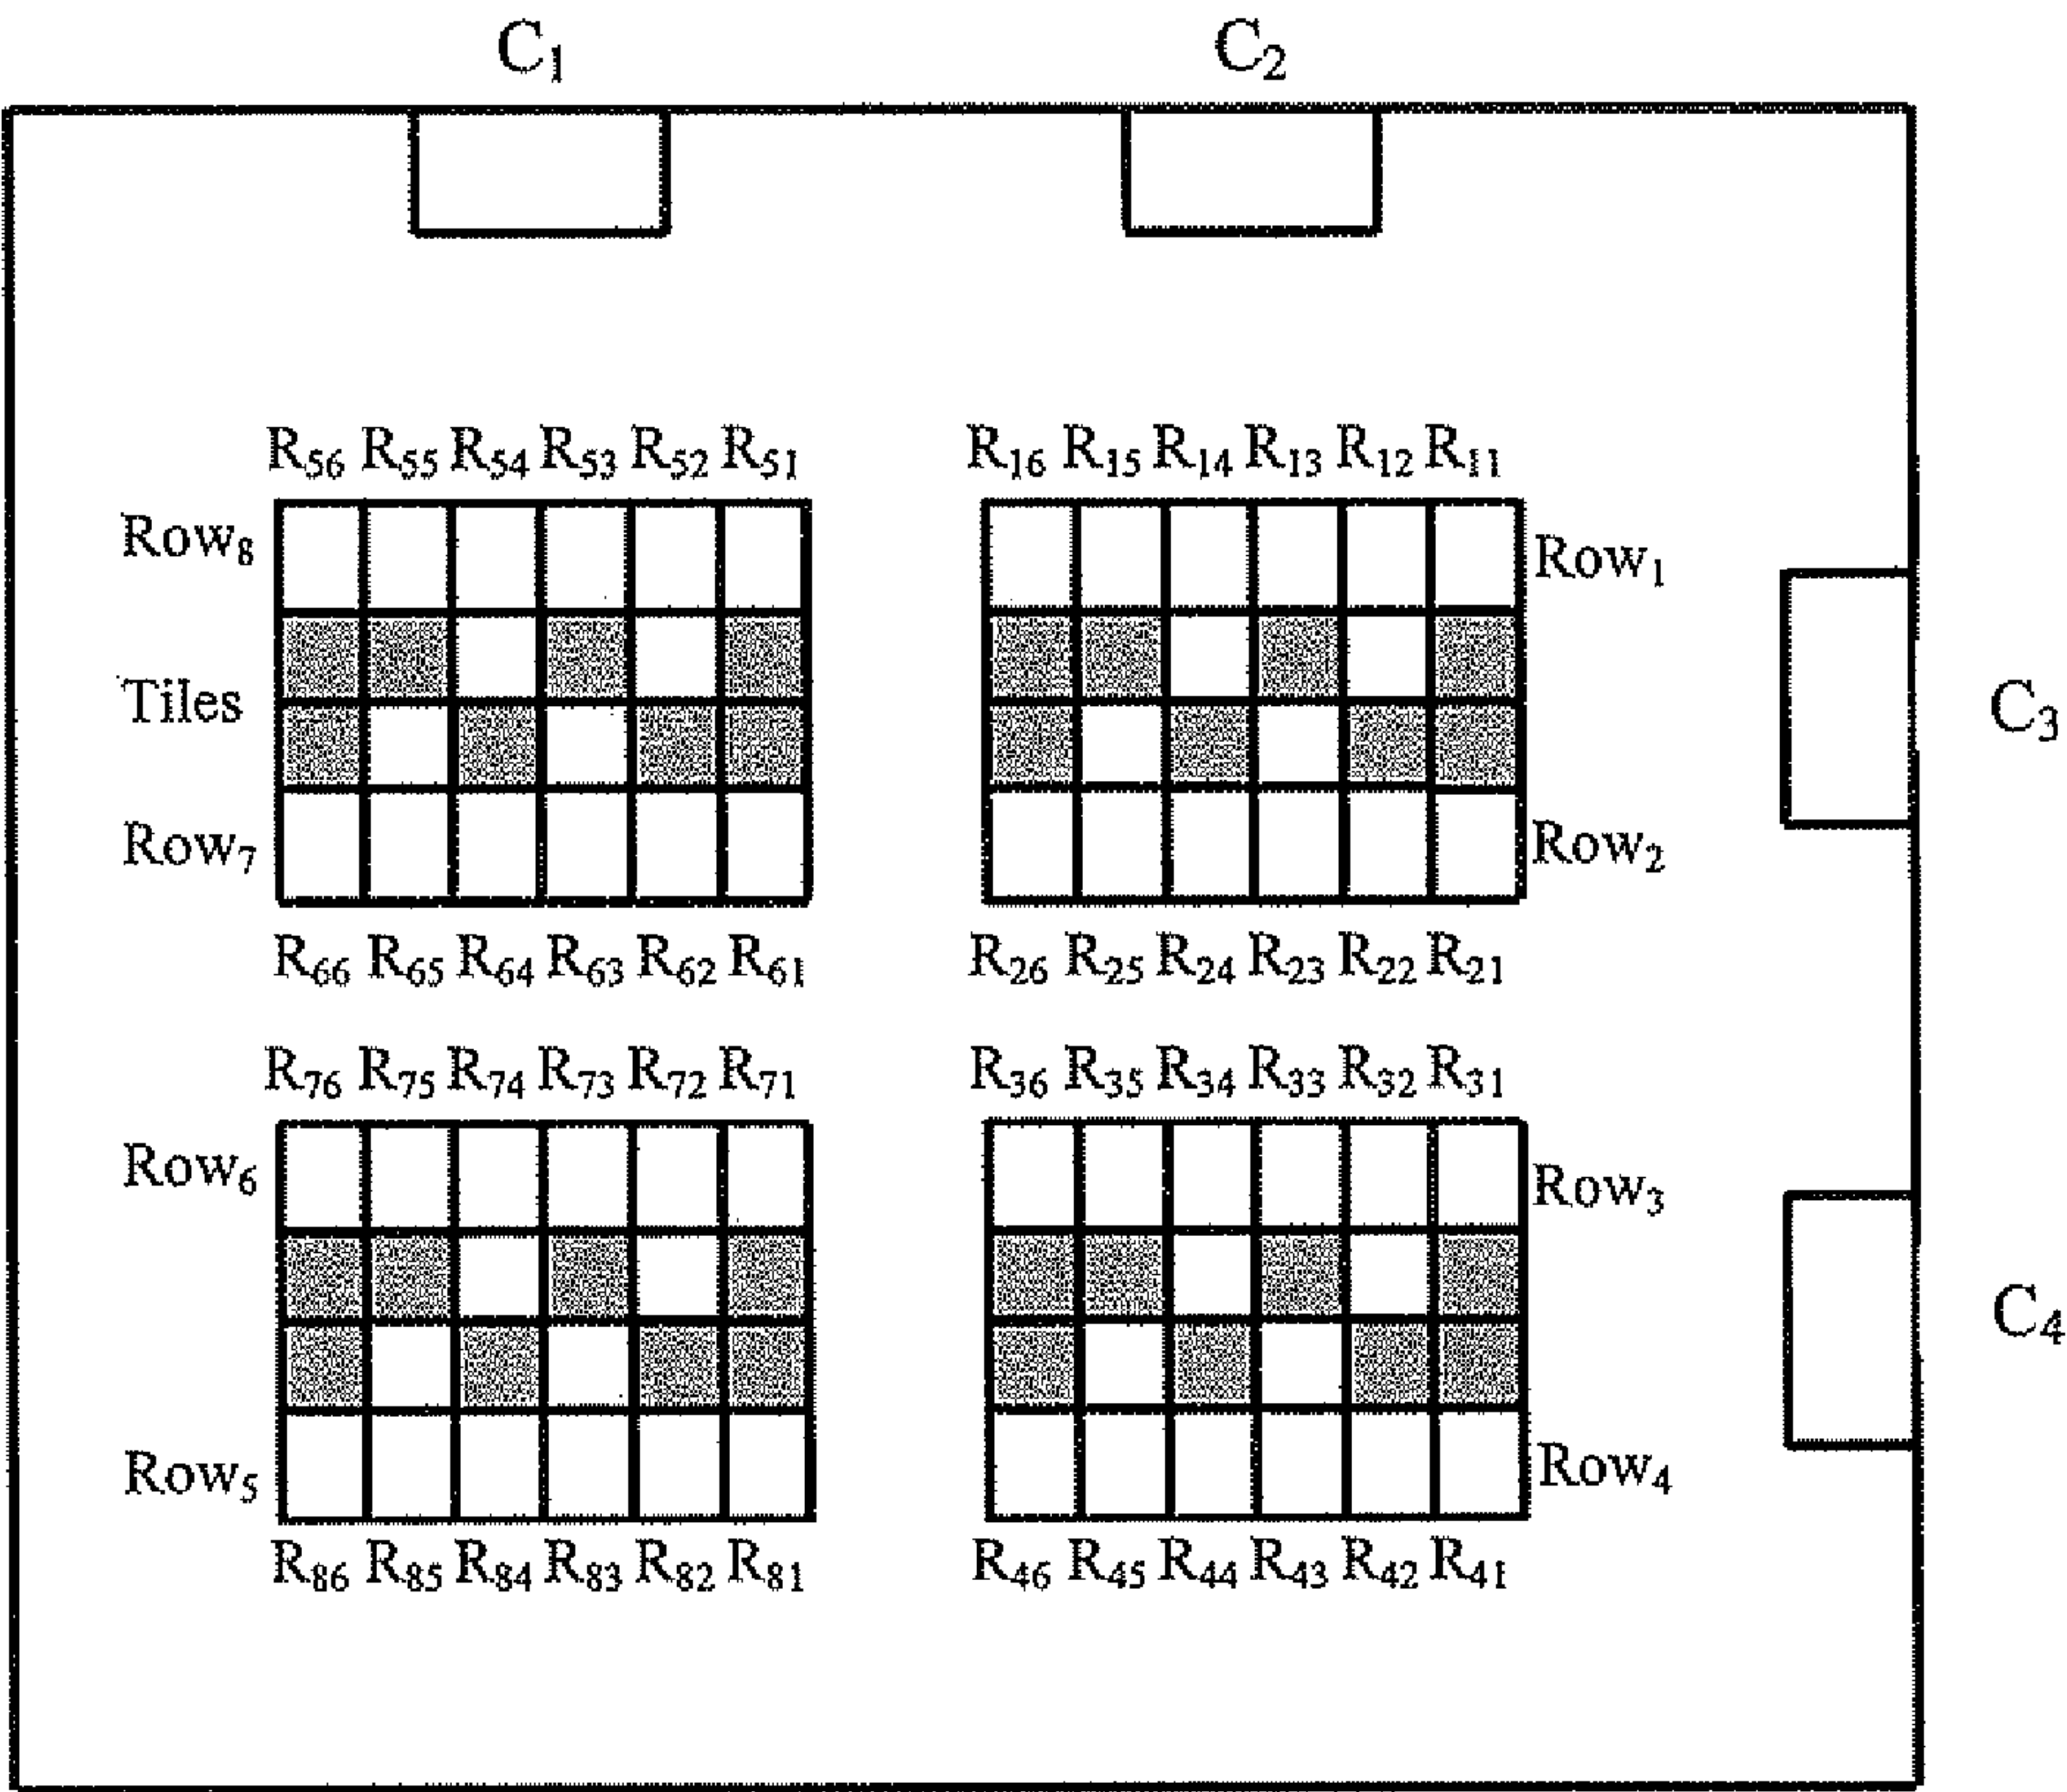 C₁ C₂
R₅₆ R₅₅ R₅₄ R₅₃ R₅₂ R₅₁ R₁₆ R₁₅ R₁₄ R₁₃ R₁₂ R₁₁
Row₈ Row₁
Tiles C₃
Row₇ Row₂
R₆₆ R₆₅ R₆₄ R₆₃ R₆₂ R₆₁ R₂₆ R₂₅ R₂₄ R₂₃ R₂₂ R₂₁
R₇₆ R₇₅ R₇₄ R₇₃ R₇₂ R₇₁ R₃₆ R₃₅ R₃₄ R₃₃ R₃₂ R₃₁
Row₆ Row₃
C₄
Row₅ Row₄
R₈₆ R₈₅ R₈₄ R₈₃ R₈₂ R₈₁ R₄₆ R₄₅ R₄₄ R₄₃ R₄₂ R₄₁